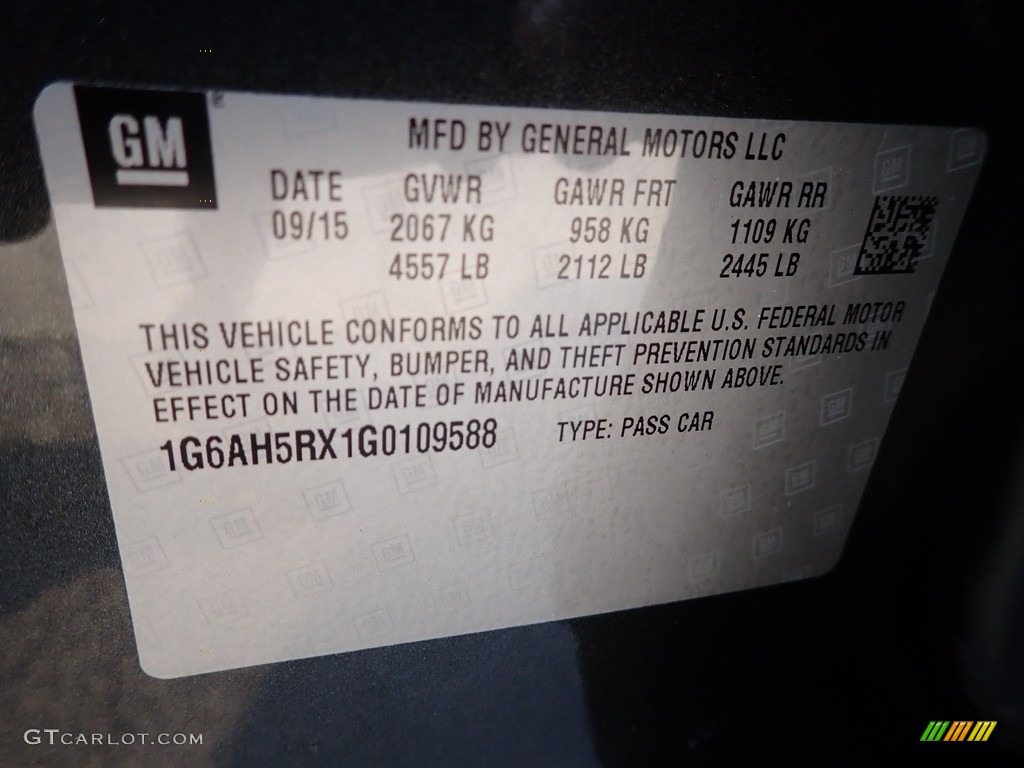 GM
MFD BY GENERAL MOTORS LLC
DATE GVWR GAWR FRT GAWR RR
09/15 2067 KG 958 KG 1109 KG
4557 LB 2112 LB 2445 LB
THIS VEHICLE CONFORMS TO ALL APPLICABLE U.S. FEDERAL MOTOR
VEHICLE SAFETY, BUMPER, AND THEFT PREVENTION STANDARDS IN
EFFECT ON THE DATE OF MANUFACTURE SHOWN ABOVE.
1G6AH5RX1G0109588 TYPE: PASS CAR
GTCARLOT.COM